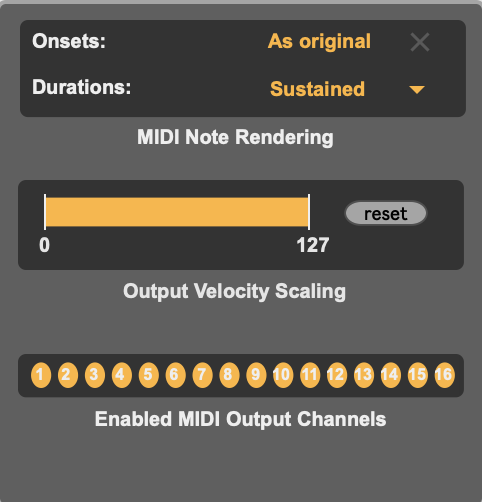 Onsets: As original
Durations: Sustained
MIDI Note Rendering
reset
0 127
Output Velocity Scaling
1 2 3 4 5 6 7 8 9 10 11 12 13 14 15 16
Enabled MIDI Output Channels